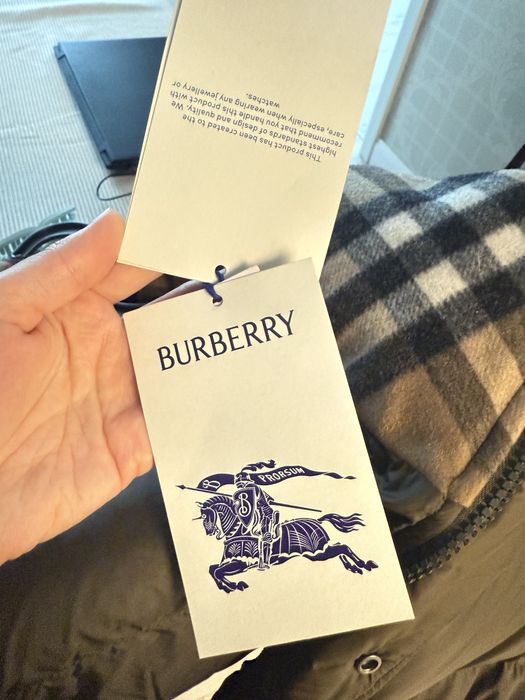 This product has been created to the
highest standards of design and quality. We
recommend that you handle this product with
care, especially when wearing any jewellery or
watches.
BURBERRY
PRORSUM
B